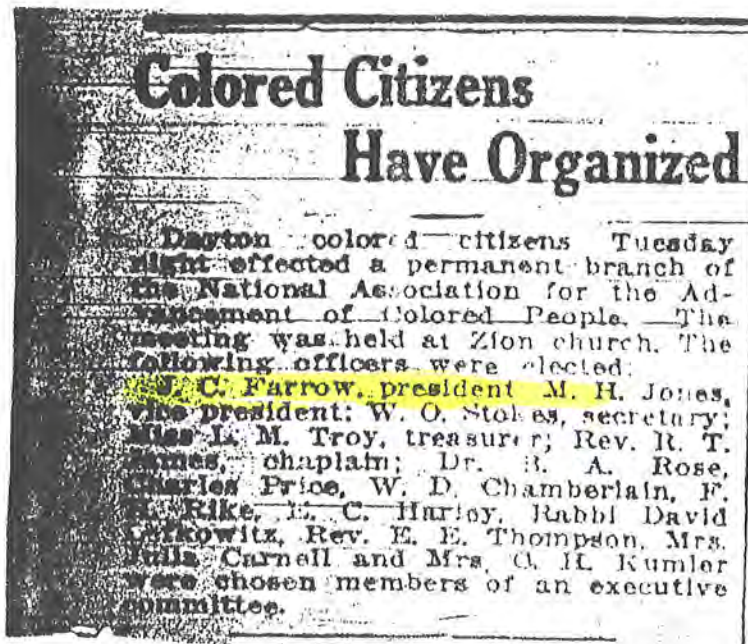 Colored Citizens
Have Organized
Dayton colored citizens Tuesday
night effected a permanent branch of
the National Association for the Ad-
vancement of Colored People. The
meeting was held at Zion church. The
following officers were elected:
J. C. Farrow, president M. H. Jones,
vice president; W. O. Stokes, secretary;
Miss L. M. Troy, treasurer; Rev. R. T.
James, chaplain; Dr. A. Rose,
Charles Price, W. D. Chamberlain, F.
H. Rike, E. C. Harley, Rabbi David
Lefkowitz, Rev. E. E. Thompson, Mrs.
Julia Carnell and Mrs. O. H. Kumler
were chosen members of an executive
committee.